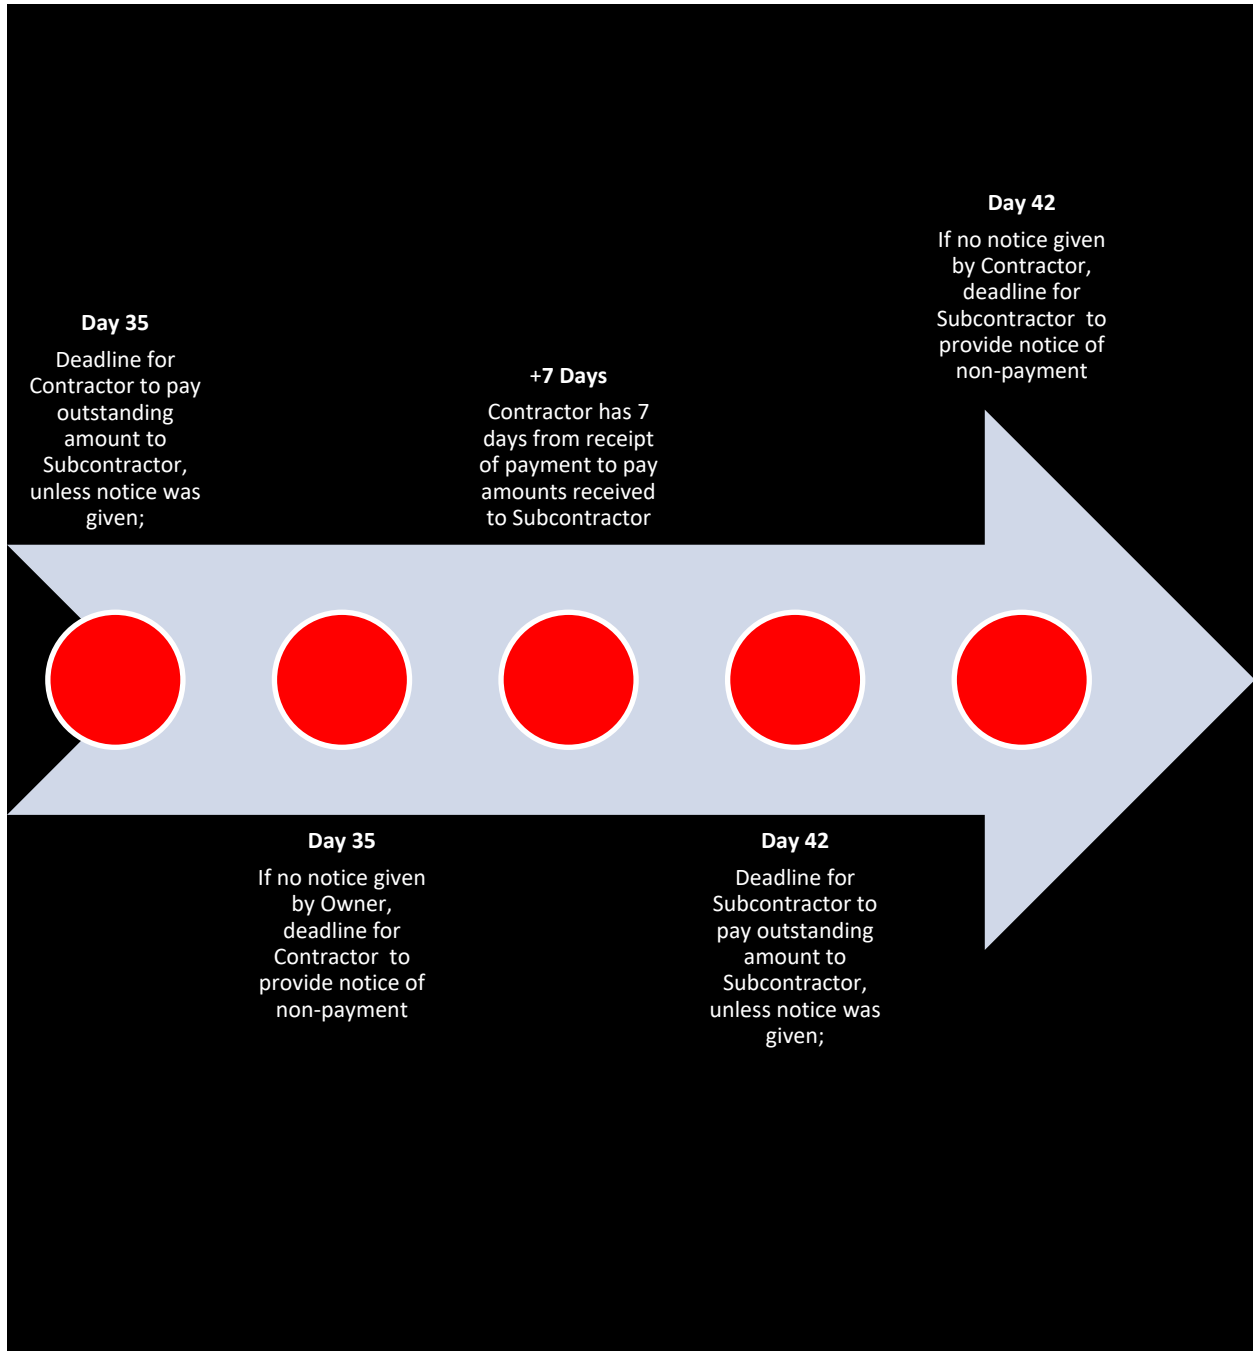 Day 35
Deadline for
Contractor to pay
outstanding
amount to
Subcontractor,
unless notice was
given;
Day 35
If no notice given
by Owner,
deadline for
Contractor  to
provide notice of
non-payment
+7 Days
Contractor has 7
days from receipt
of payment to pay
amounts received
to Subcontractor
Day 42
Deadline for
Subcontractor to
pay outstanding
amount to
Subcontractor,
unless notice was
given;
Day 42
If no notice given
by Contractor,
deadline for
Subcontractor  to
provide notice of
non-payment